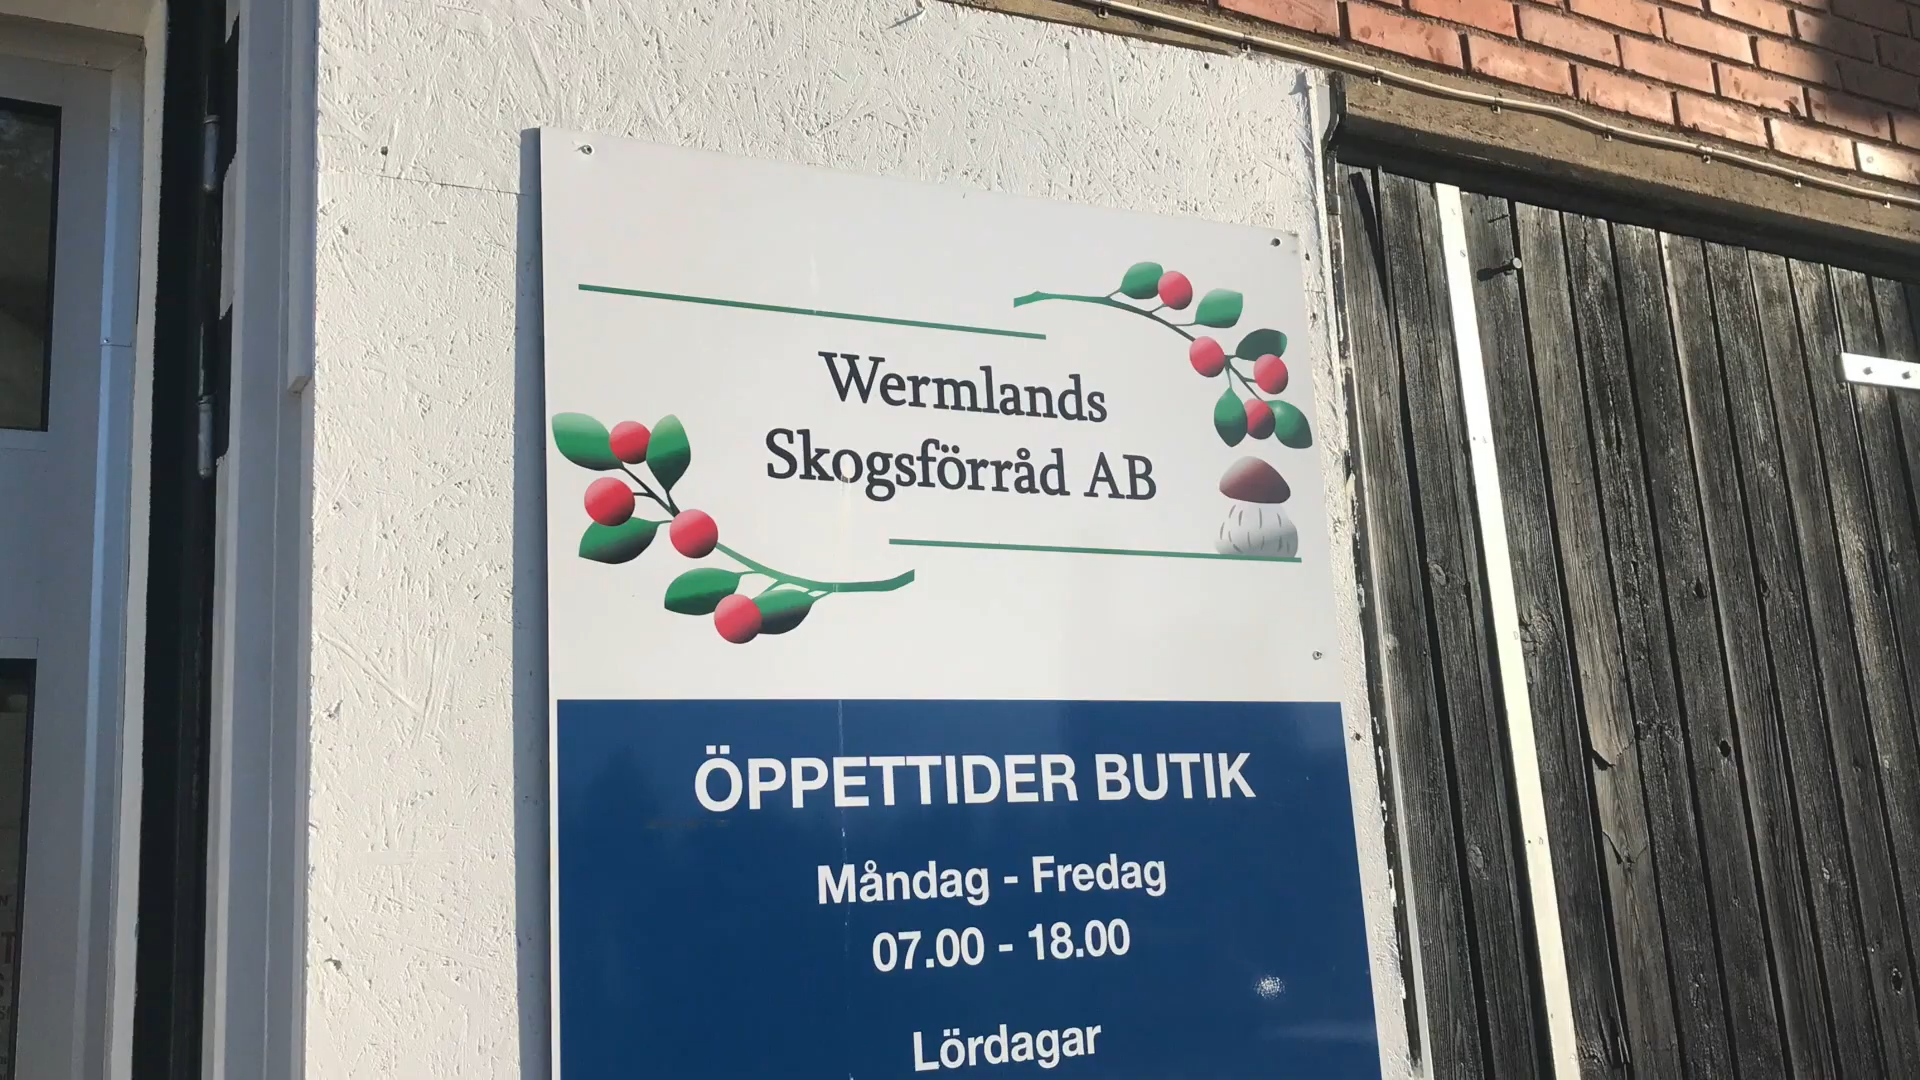 Wermlands
Skogsförråd AB
ÖPPETTIDER BUTIK
Måndag - Fredag
07.00 - 18.00
Lördagar